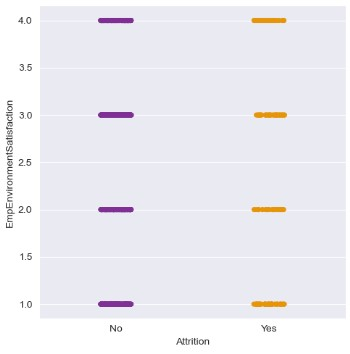 4.0
3.5
3.0
2.5
2.0
1.5
1.0
EmpEnvironmentSatisfaction
No Yes
Attrition